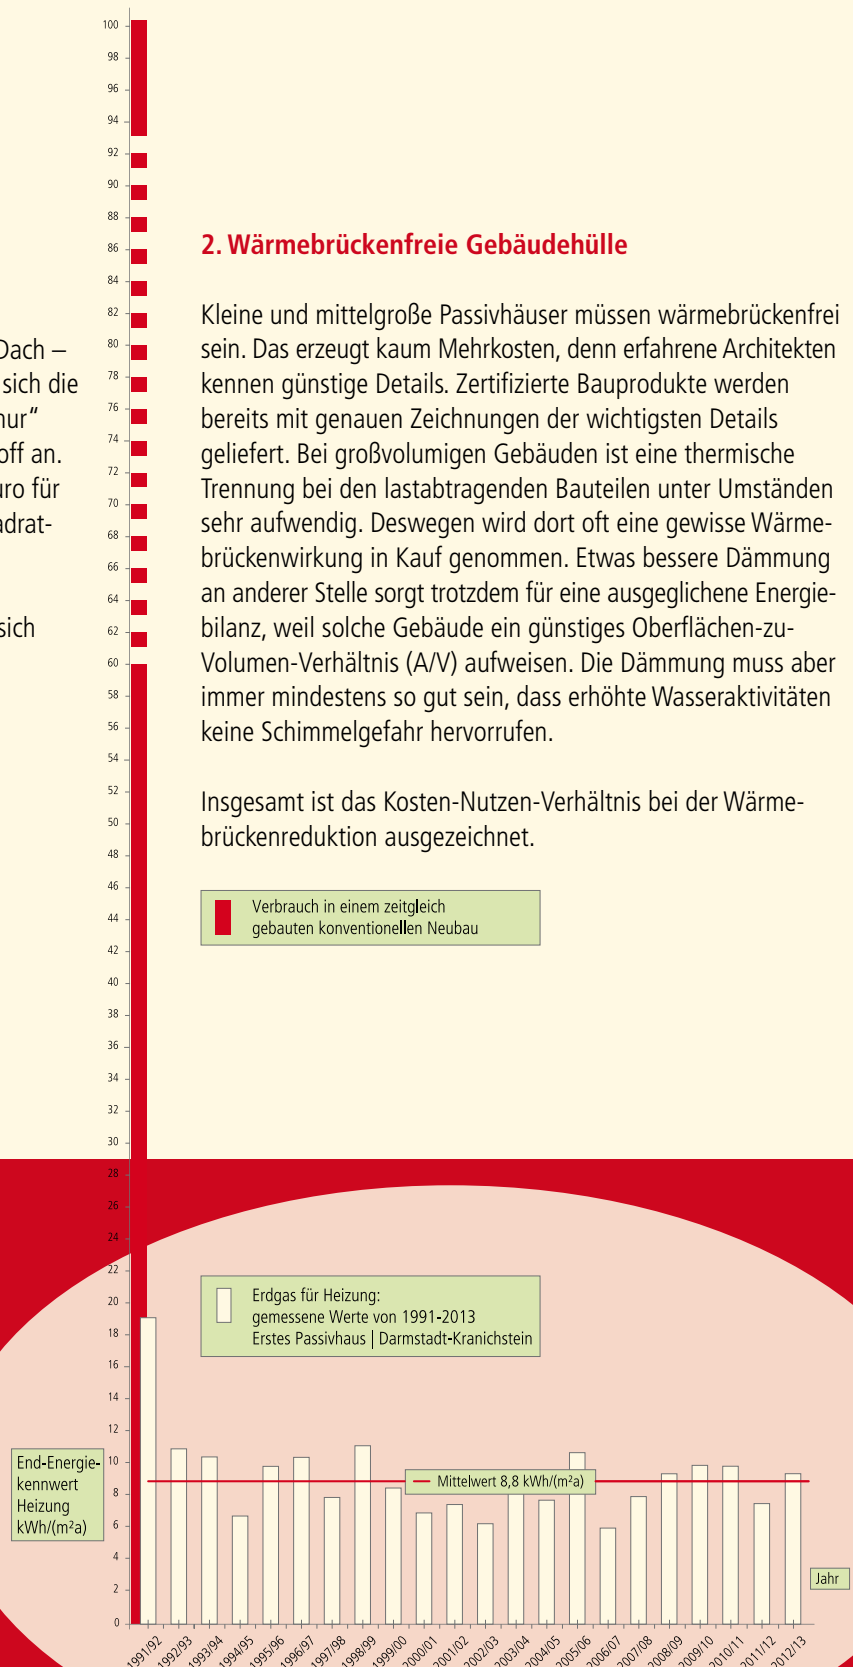 100
98
96
94
92
90
88
86
84
82
80
78
76
74
72
70
68
66
64
62
60
58
56
54
52
50
48
46
44
42
40
38
36
34
32
30
28
26
24
22
20
18
16
14
12
10
8
6
4
2
0
Dach –
sich die
nur“
off an.
uro für
adrat-
sich
2. Wärmebrückenfreie Gebäudehülle
Kleine und mittelgroße Passivhäuser müssen wärmebrückenfrei
sein. Das erzeugt kaum Mehrkosten, denn erfahrene Architekten
kennen günstige Details. Zertifizierte Bauprodukte werden
bereits mit genauen Zeichnungen der wichtigsten Details
geliefert. Bei großvolumigen Gebäuden ist eine thermische
Trennung bei den lastabtragenden Bauteilen unter Umständen
sehr aufwendig. Deswegen wird dort oft eine gewisse Wärme-
brückenwirkung in Kauf genommen. Etwas bessere Dämmung
an anderer Stelle sorgt trotzdem für eine ausgeglichene Energie-
bilanz, weil solche Gebäude ein günstiges Oberflächen-zu-
Volumen-Verhältnis (A/V) aufweisen. Die Dämmung muss aber
immer mindestens so gut sein, dass erhöhte Wasseraktivitäten
keine Schimmelgefahr hervorrufen.
Insgesamt ist das Kosten-Nutzen-Verhältnis bei der Wärme-
brückenreduktion ausgezeichnet.
Verbrauch in einem zeitgleich
gebauten konventionellen Neubau
Erdgas für Heizung:
gemessene Werte von 1991-2013
Erstes Passivhaus | Darmstadt-Kranichstein
End-Energie-
kennwert
Heizung
kWh/(m²a)
Mittelwert 8,8 kWh/(m²a)
Jahr
1991/92
1992/93
1993/94
1994/95
1995/96
1996/97
1997/98
1998/99
1999/00
2000/01
2001/02
2002/03
2003/04
2004/05
2005/06
2006/07
2007/08
2008/09
2009/10
2010/11
2011/12
2012/13